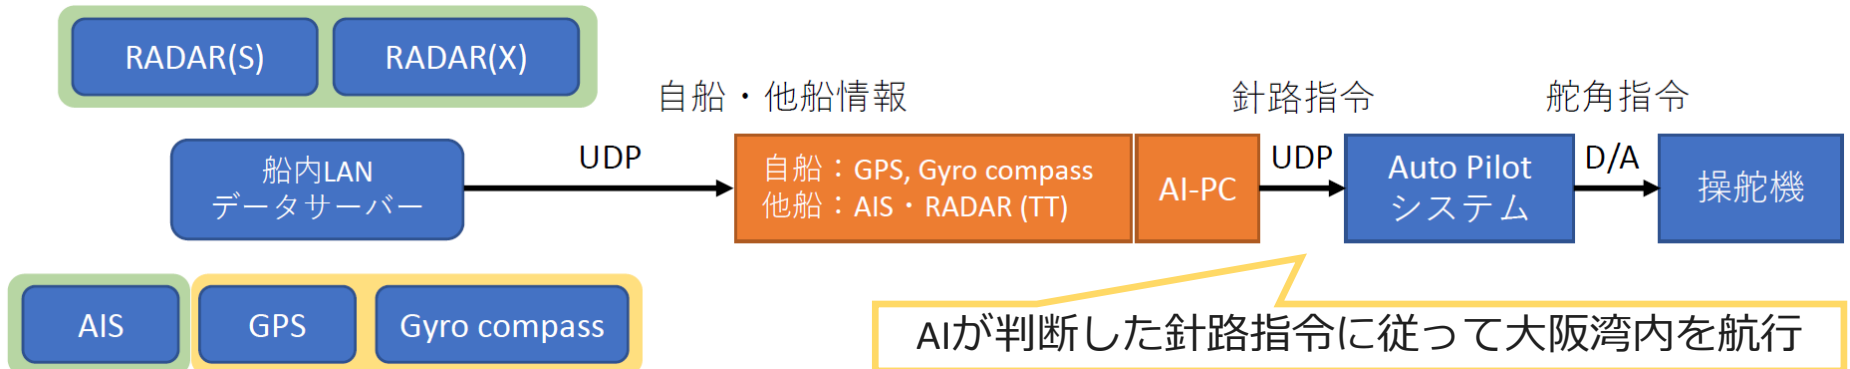 RADAR(S)
RADAR(X)
自船・他船情報
針路指令
舵角指令
船内LAN
データサーバー
UDP
自船：GPS, Gyro compass
他船：AIS・RADAR (TT)
AI-PC
UDP
Auto Pilot
システム
D/A
操舵機
AIS
GPS
Gyro compass
AIが判断した針路指令に従って大阪湾内を航行